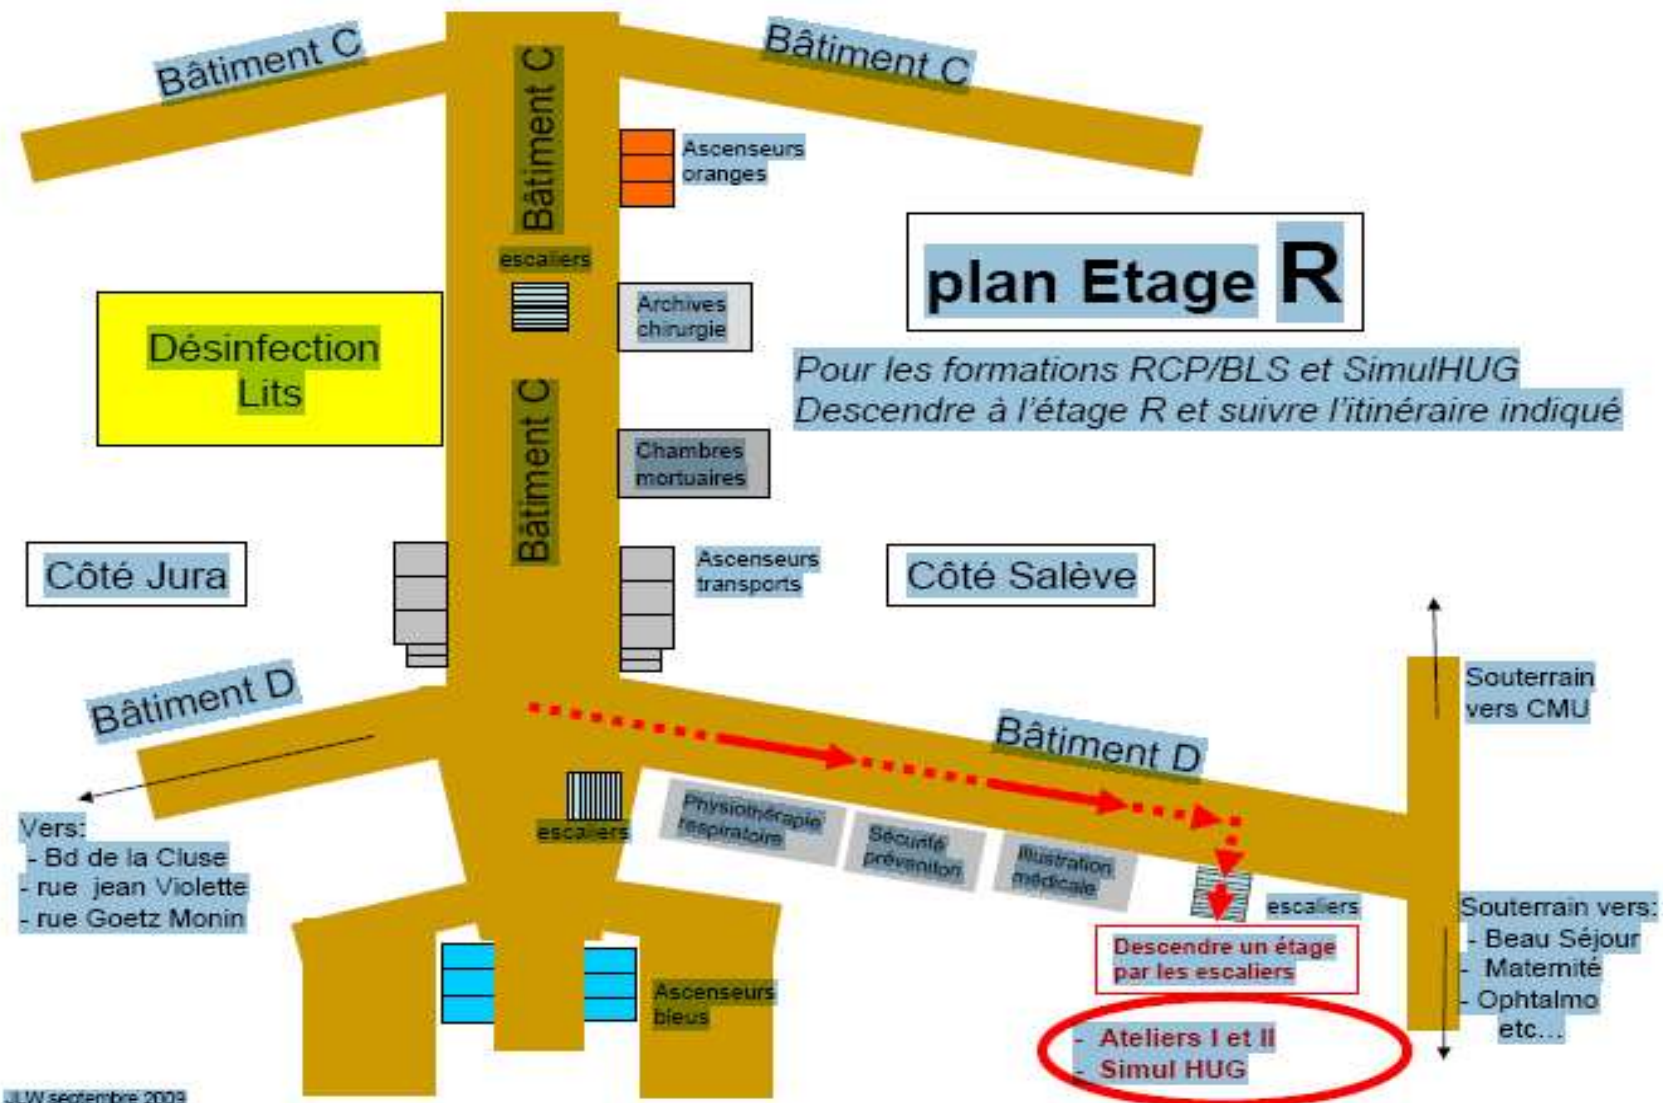 Bâtiment C
Bâtiment C
Bâtiment C
Ascenseurs
oranges
escaliers
Archives
chirurgie
plan Etage R
Désinfection
Lits
Pour les formations RCP/BLS et SimulHUG
Descendre à l'étage R et suivre l'itinéraire indiqué
Bâtiment C
Chambres
mortuaires
Côté Jura
Ascenseurs
transports
Côté Salève
Bâtiment D
Bâtiment D
Souterrain
vers CMU
Vers:
- Bd de la Cluse
- rue jean Violette
- rue Goetz Monin
escaliers
Physiothérapie
respiratoire
Sécurité
prévention
Illustration
médicale
escaliers
Descendre un étage
par les escaliers
Souterrain vers:
- Beau Séjour
- Maternité
- Ophtalmo
etc...
Ascenseurs
bleus
- Ateliers I et II
- Simul HUG
JLW septembre 2009